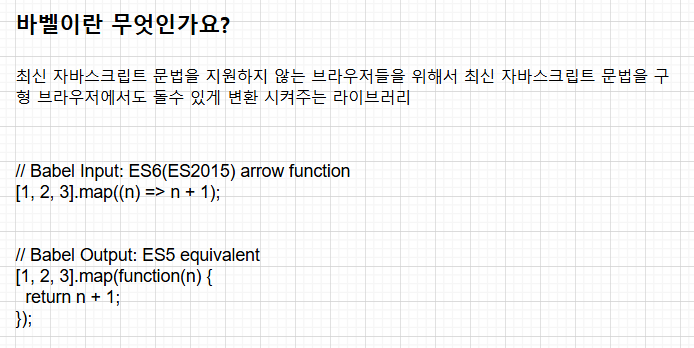 바벨이란 무엇인가요?
최신 자바스크립트 문법을 지원하지 않는 브라우저들을 위해서 최신 자바스크립트 문법을 구
형 브라우저에서도 돌수 있게 변환 시켜주는 라이브러리
// Babel Input: ES6(ES2015) arrow function
[1, 2, 3].map((n) => n + 1);
// Babel Output: ES5 equivalent
[1, 2, 3].map(function(n) {
  return n + 1;
});